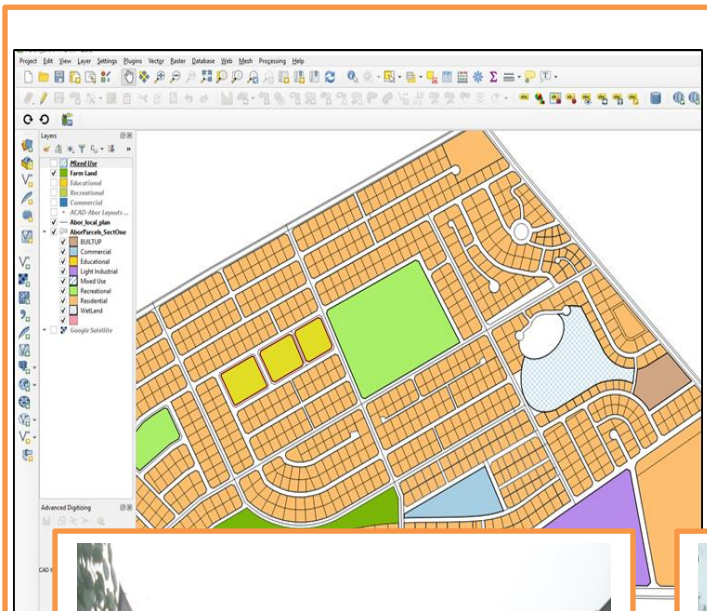 Project Edit View Layer Settings Plugins Vector Raster Database Web Mesh Processing Help
Layers
Mixed Use
Farm Land
Educational
Recreational
Commercial
ACAD-Abor Layouts...
Abor_local_plan
AborParcels_SectOne
BUILTUP
Commercial
Educational
Light Industrial
Mixed Use
Recreational
Residential
WetLand
Google Satellite
Advanced Digitizing
CAD